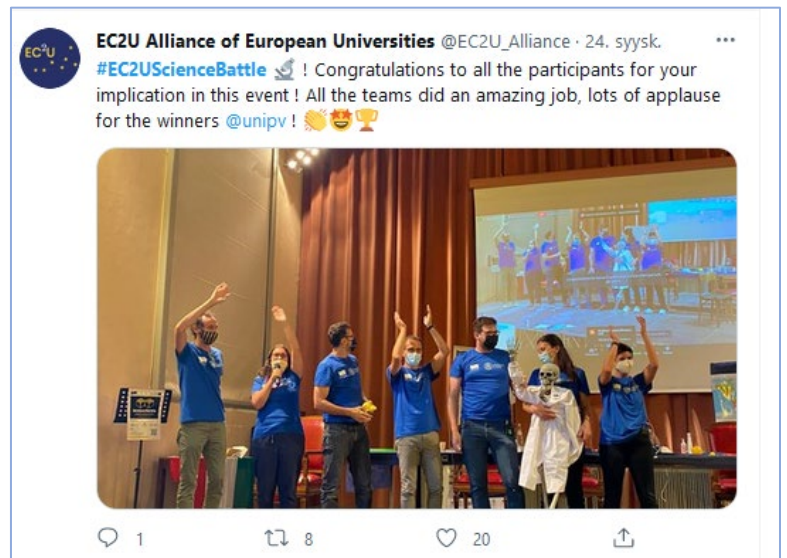 EC2U
EC2U Alliance of European Universities @EC2U_Alliance · 24. syysk. ...
#EC2UScienceBattle 🔬 ! Congratulations to all the participants for your
implication in this event ! All the teams did an amazing job, lots of applause
for the winners @unipv ! 👏🤩🏆
1 8 20